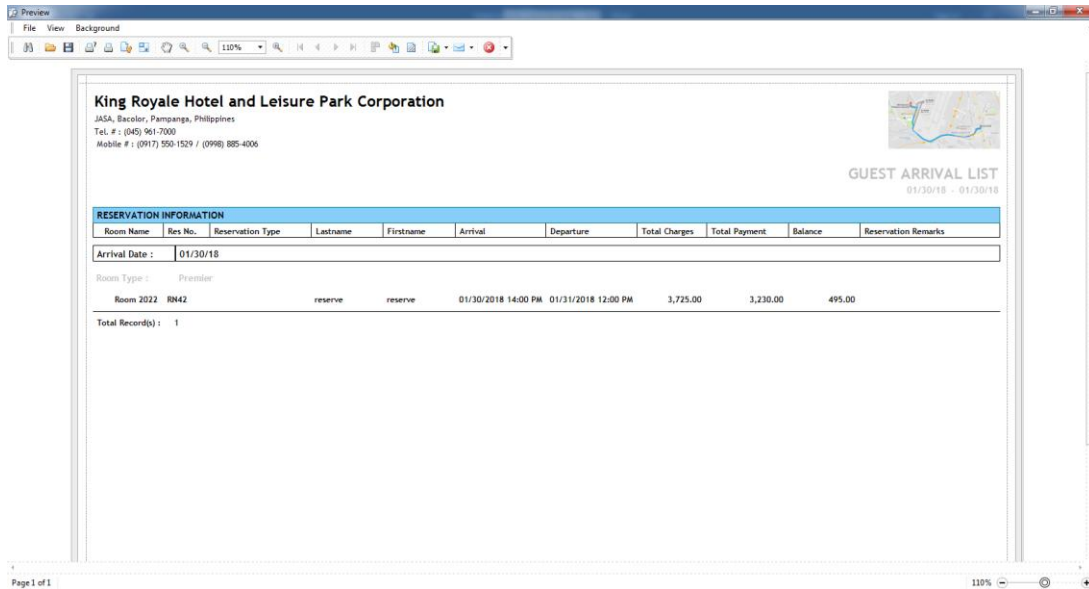 Preview
File View Background
110%
King Royale Hotel and Leisure Park Corporation
JASA, Bacolor, Pampanga, Philippines
Tel. # : (045) 961-7000
Mobile # : (0917) 550-1529 / (0998) 885-4006
GUEST ARRIVAL LIST
01/30/18 - 01/30/18
RESERVATION INFORMATION
Room Name Res No. Reservation Type Lastname Firstname Arrival Departure Total Charges Total Payment Balance Reservation Remarks
Arrival Date : 01/30/18
Room Type : Premier
Room 2022 RN42 reserve reserve 01/30/2018 14:00 PM 01/31/2018 12:00 PM 3,725.00 3,230.00 495.00
Total Record(s) : 1
Page 1 of 1 110%